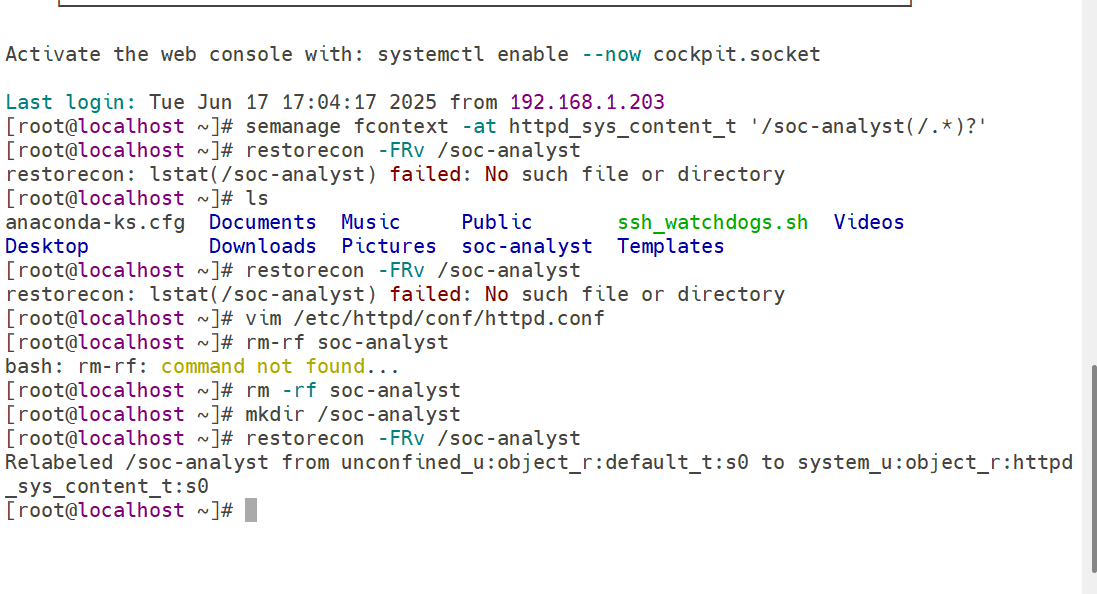 Activate the web console with: systemctl enable --now cockpit.socket
Last login: Tue Jun 17 17:04:17 2025 from 192.168.1.203
[root@localhost ~]# semanage fcontext -at httpd_sys_content_t '/soc-analyst(/.*)?'
[root@localhost ~]# restorecon -FRv /soc-analyst
restorecon: lstat(/soc-analyst) failed: No such file or directory
[root@localhost ~]# ls
anaconda-ks.cfg  Documents  Music     Public       ssh_watchdogs.sh  Videos
Desktop          Downloads  Pictures  soc-analyst  Templates
[root@localhost ~]# restorecon -FRv /soc-analyst
restorecon: lstat(/soc-analyst) failed: No such file or directory
[root@localhost ~]# vim /etc/httpd/conf/httpd.conf
[root@localhost ~]# rm-rf soc-analyst
bash: rm-rf: command not found...
[root@localhost ~]# rm -rf soc-analyst
[root@localhost ~]# mkdir /soc-analyst
[root@localhost ~]# restorecon -FRv /soc-analyst
Relabeled /soc-analyst from unconfined_u:object_r:default_t:s0 to system_u:object_r:httpd
_sys_content_t:s0
[root@localhost ~]#